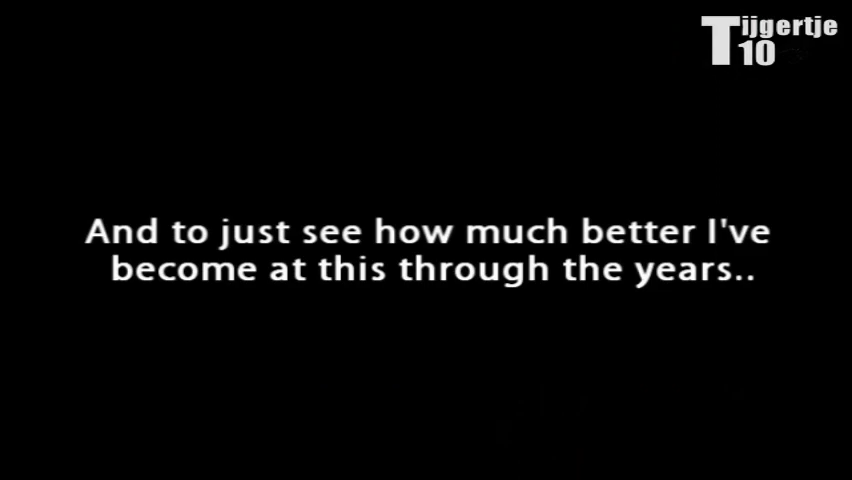 Tijgertje
10
And to just see how much better I've
become at this through the years..